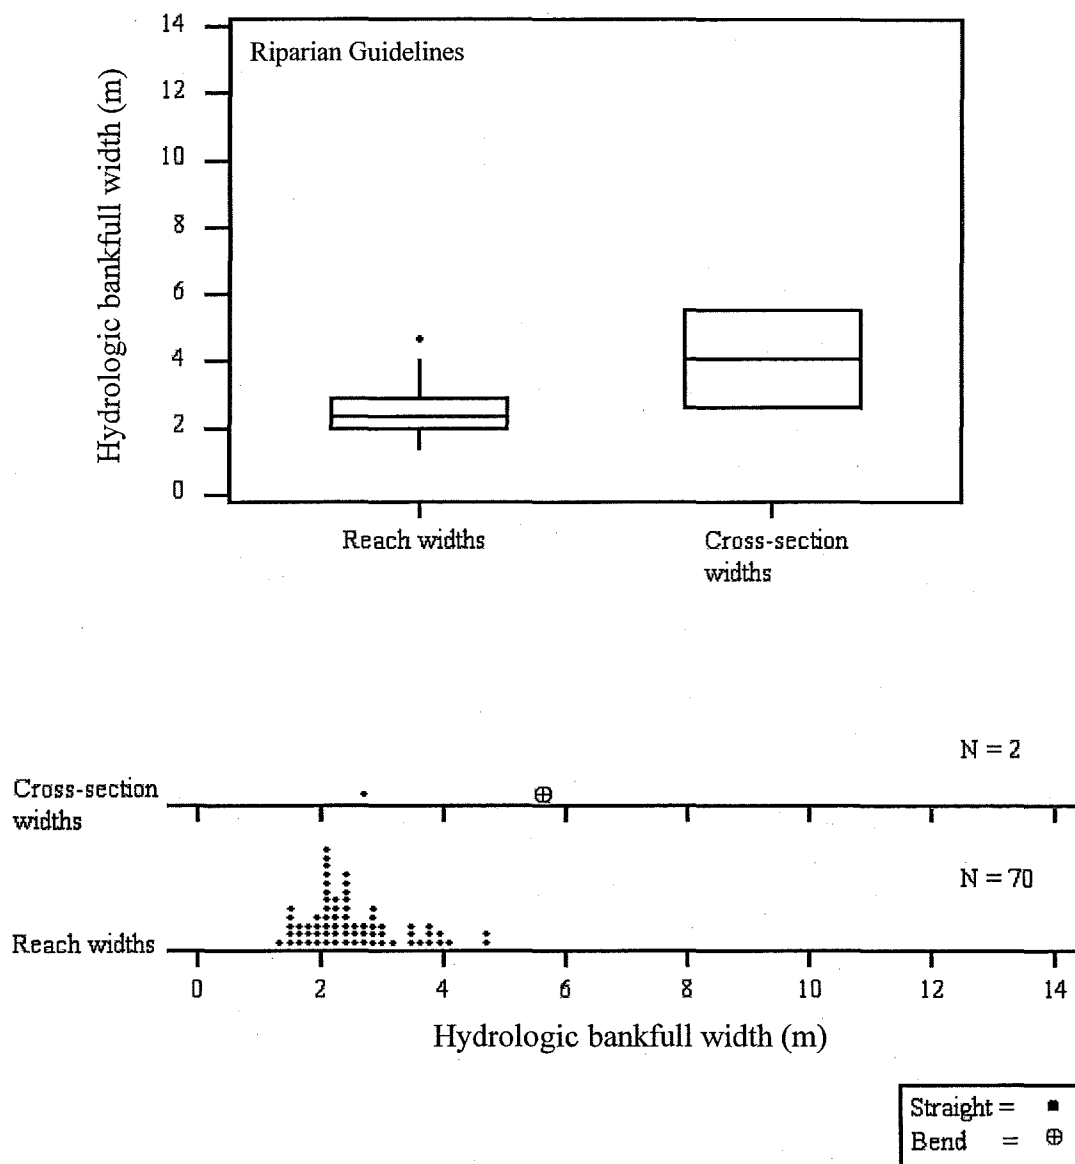 14
Riparian Guidelines
12
10
8
6
4
2
0
Hydrologic bankfull width (m)
Reach widths
Cross-section
widths
N = 2
Cross-section
widths
N = 70
Reach widths
0 2 4 6 8 10 12 14
Hydrologic bankfull width (m)
Straight =
Bend =